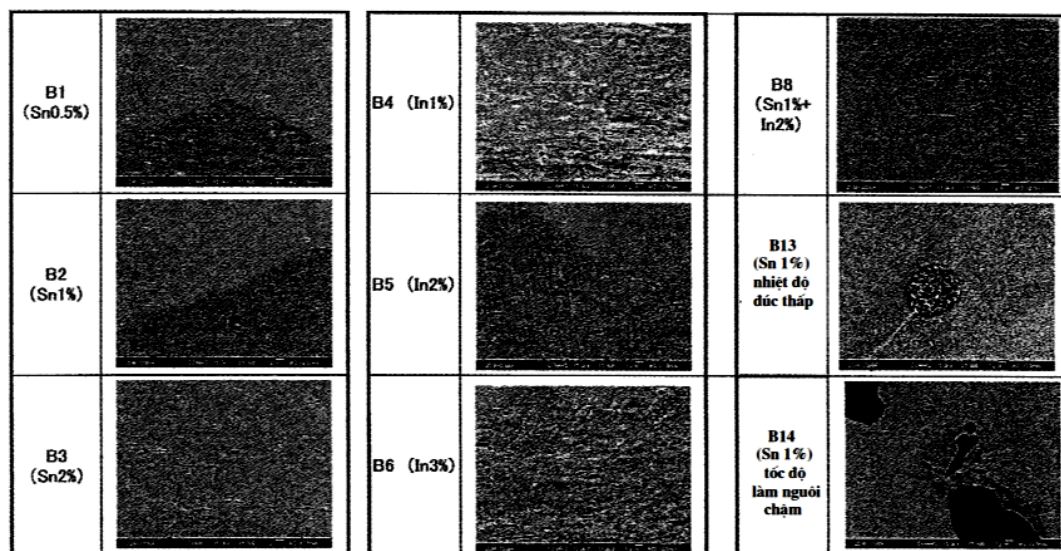 B1
(Sn0.5%)
B2
(Sn1%)
B3
(Sn2%)
B4 (In1%)
B5 (In2%)
B6 (In3%)
B8
(Sn1%+
In2%)
B13
(Sn 1%)
nhiệt độ
đúc thấp
B14
(Sn 1%)
tốc độ
làm nguôi
chậm